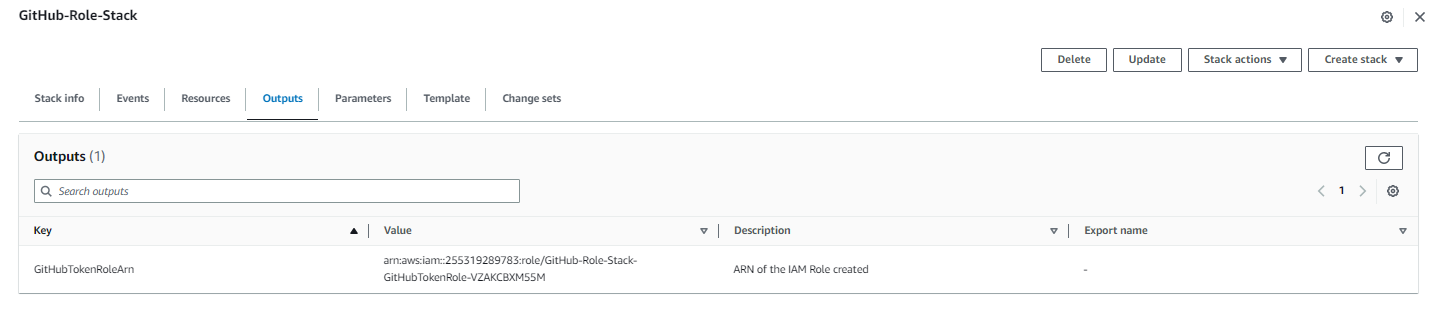 GitHub-Role-Stack
Delete Update Stack actions Create stack
Stack info Events Resources Outputs Parameters Template Change sets
Outputs (1)
Search outputs
1
Key Value Description Export name
GitHubTokenRoleArn arn:aws:iam::255319289783:role/GitHub-Role-Stack-
GitHubTokenRole-VZAKCBXM55M ARN of the IAM Role created -